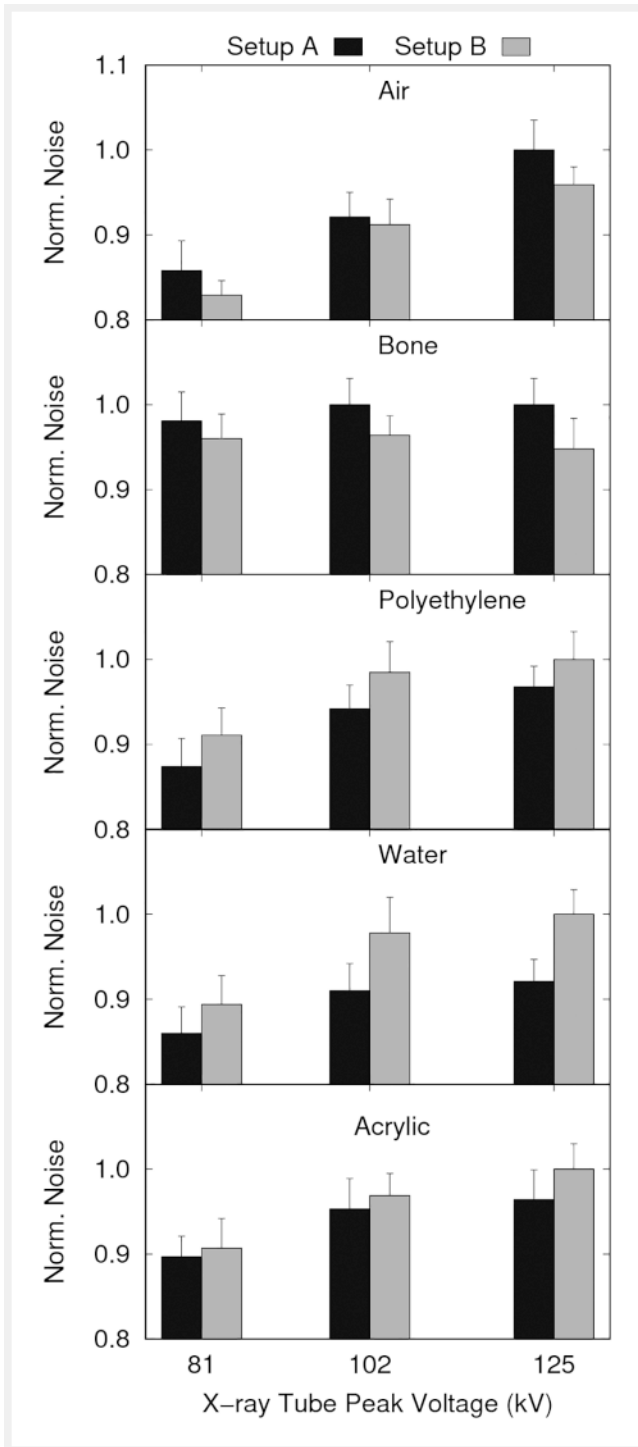 Setup A Setup B
1.1
Air
1.0
Norm. Noise
0.9
0.8
Bone
1.0
Norm. Noise
0.9
0.8
Polyethylene
1.0
Norm. Noise
0.9
0.8
Water
1.0
Norm. Noise
0.9
0.8
Acrylic
1.0
Norm. Noise
0.9
0.8
81 102 125
X-ray Tube Peak Voltage (kV)